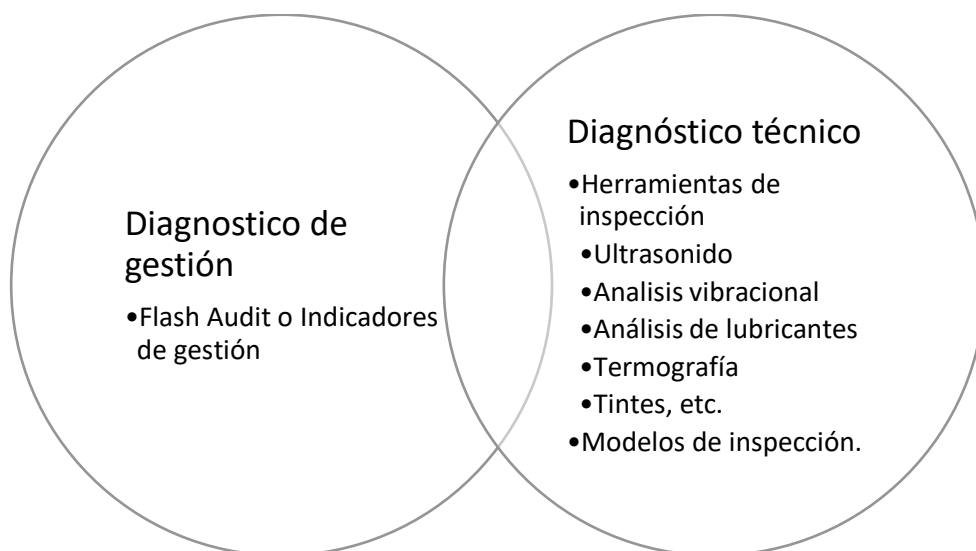 Diagnostico de
gestión
•Flash Audit o Indicadores
de gestión
Diagnóstico técnico
•Herramientas de
inspección
•Ultrasonido
•Analisis vibracional
•Análisis de lubricantes
•Termografía
•Tintes, etc.
•Modelos de inspección.